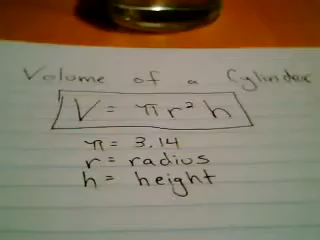 Volume of a Cylinder
V = πr²h
π = 3.14
r = radius
h = height